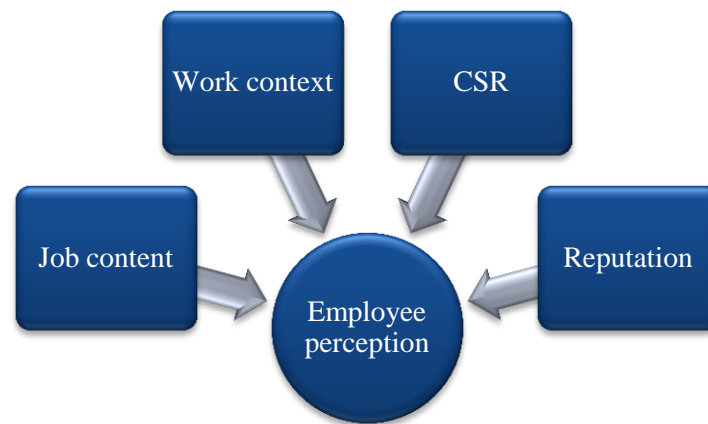 Work context
CSR
Job content
Reputation
Employee
perception